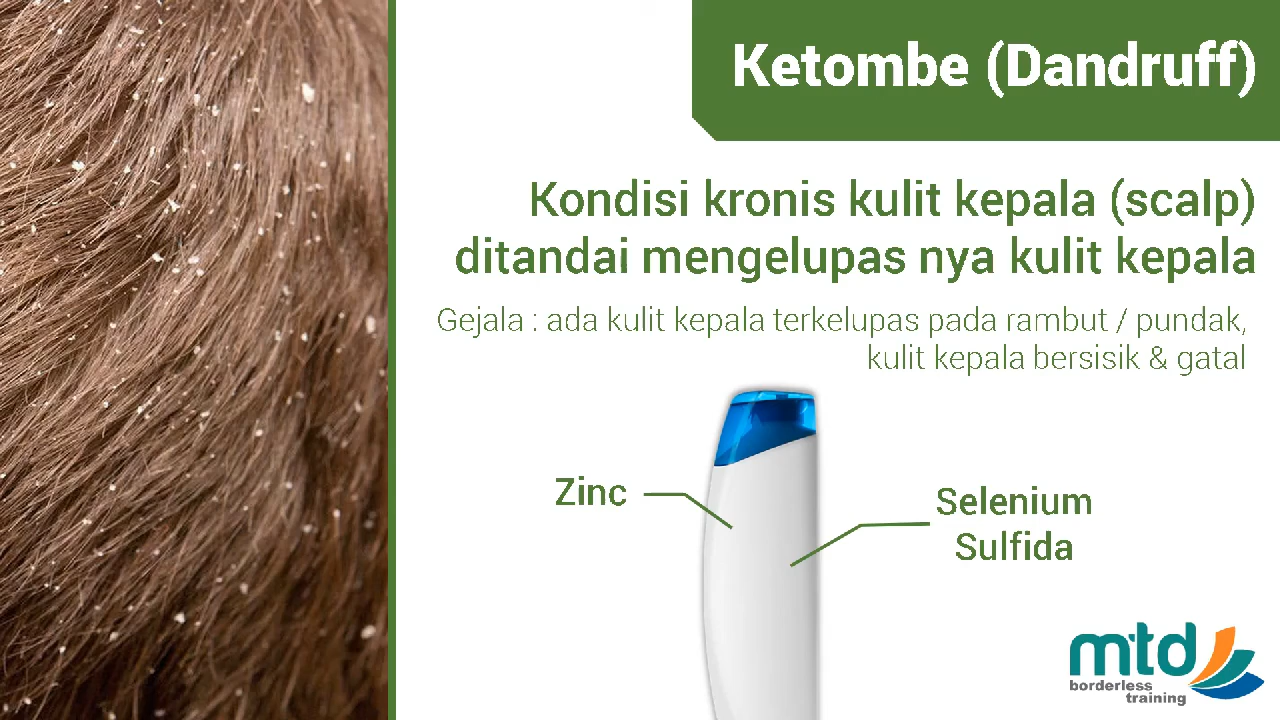 Ketombe (Dandruff)
Kondisi kronis kulit kepala (scalp)
ditandai mengelupas nya kulit kepala
Gejala : ada kulit kepala terkelupas pada rambut / pundak,
kulit kepala bersisik & gatal
Zinc
Selenium
Sulfida
mtd
borderless
training